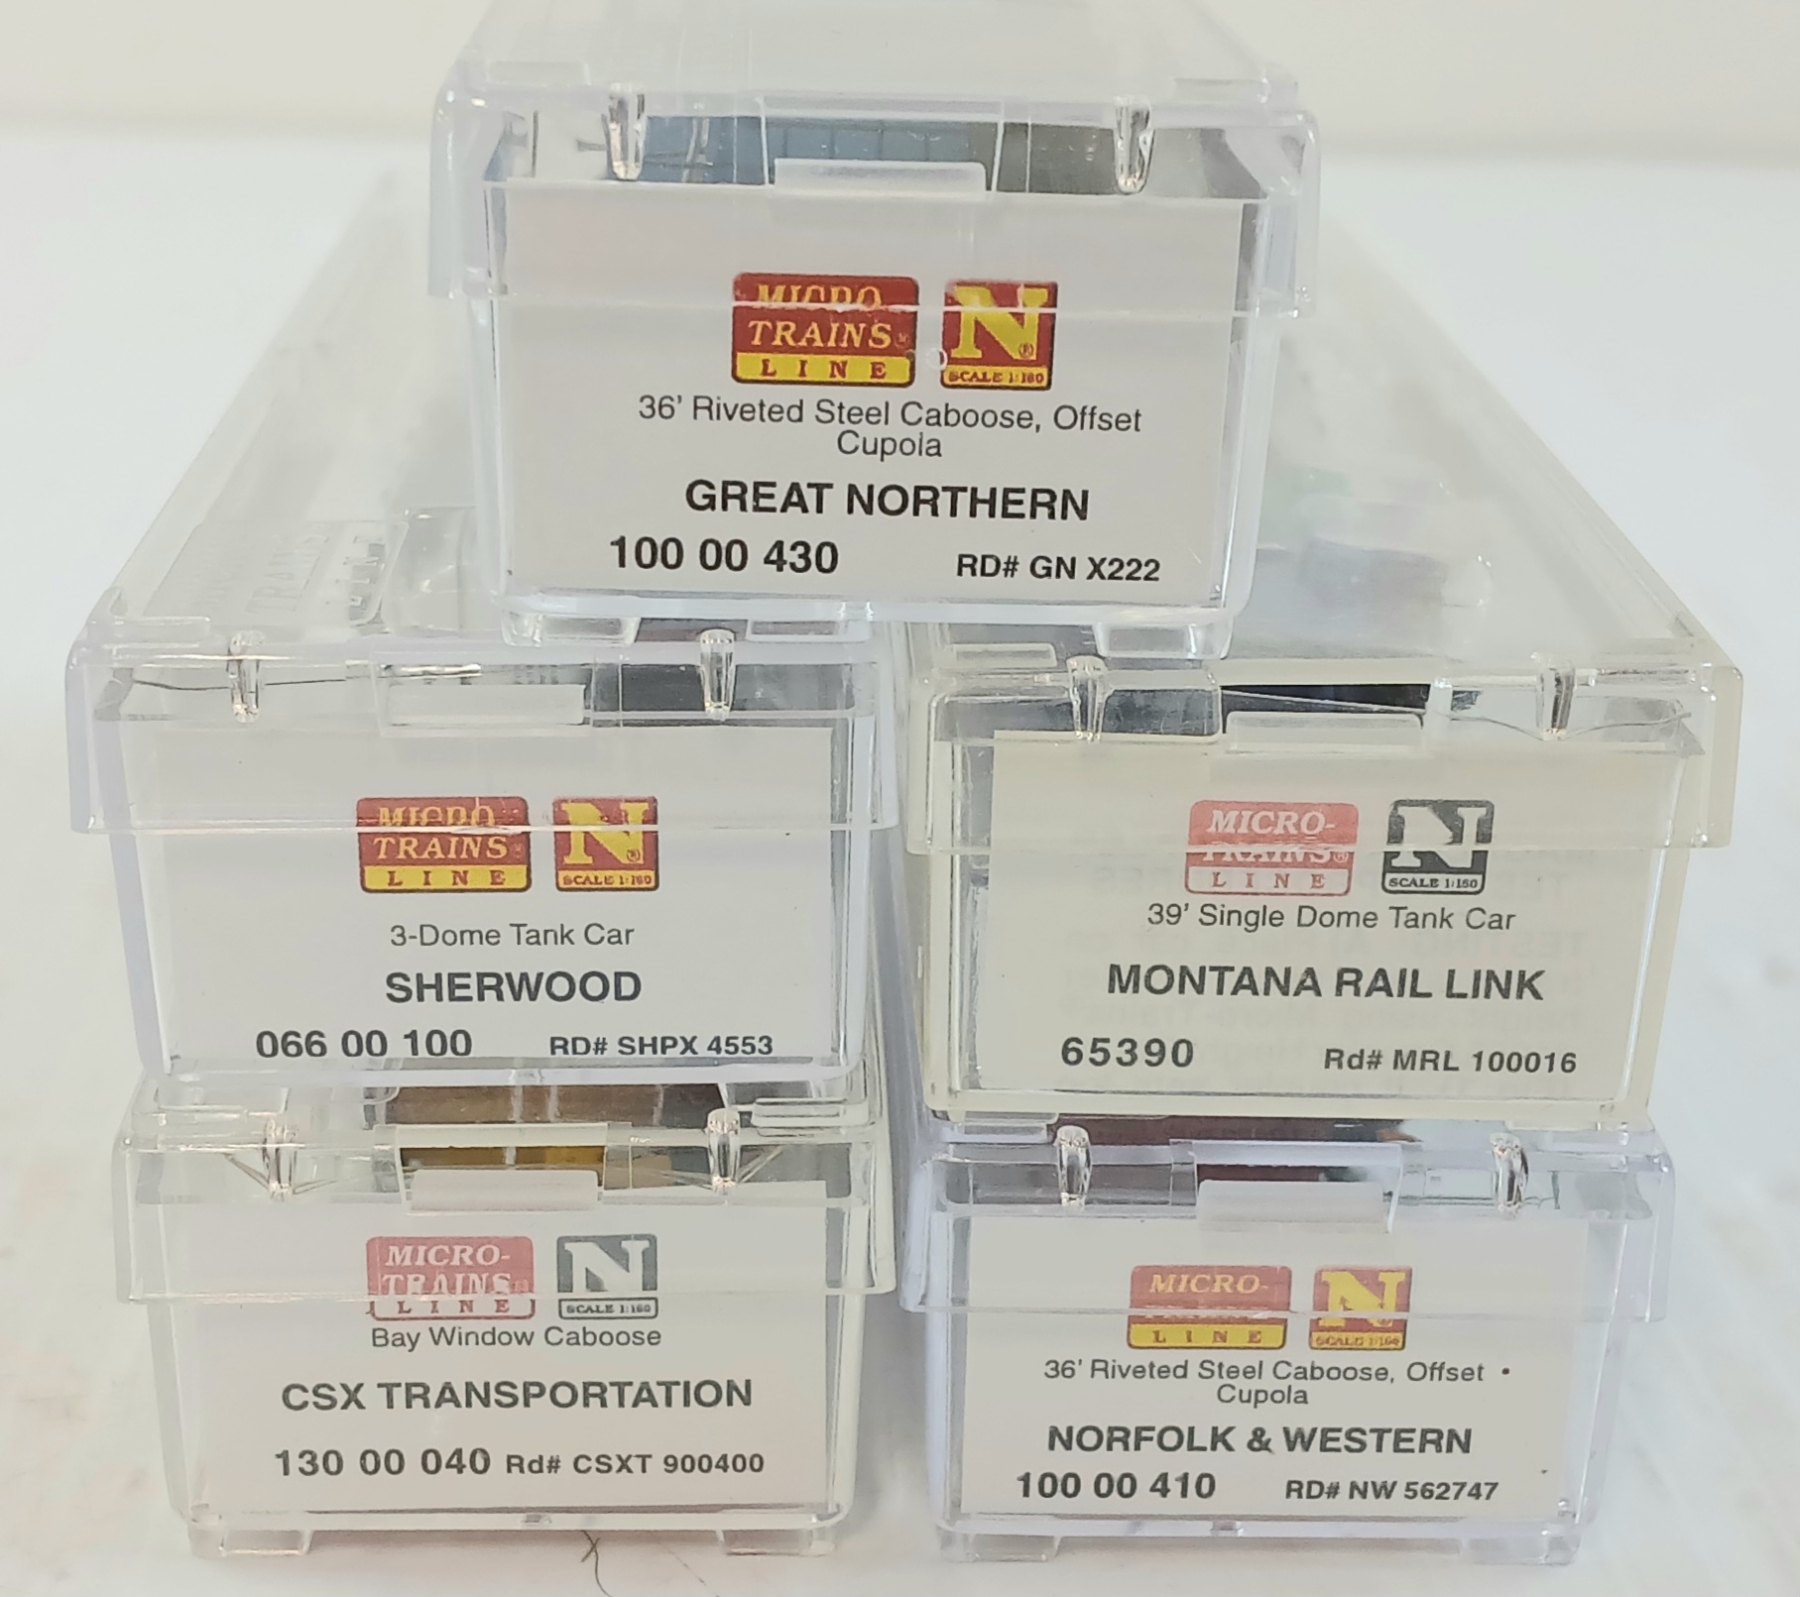 MICRO
TRAINS®
LINE
N®
SCALE 1:160
36' Riveted Steel Caboose, Offset
Cupola
GREAT NORTHERN
100 00 430 RD# GN X222
MICRO
TRAINS®
LINE
N®
SCALE 1:160
3-Dome Tank Car
SHERWOOD
066 00 100 RD# SHPX 4553
MICRO-
TRAINS®
LINE
N
SCALE 1:160
39' Single Dome Tank Car
MONTANA RAIL LINK
65390 Rd# MRL 100016
MICRO-
TRAINS
LINE
N
SCALE 1:160
Bay Window Caboose
CSX TRANSPORTATION
130 00 040 Rd# CSXT 900400
MICRO-
LINE
N
SCALE 1:160
36' Riveted Steel Caboose, Offset
Cupola
NORFOLK & WESTERN
100 00 410 RD# NW 562747